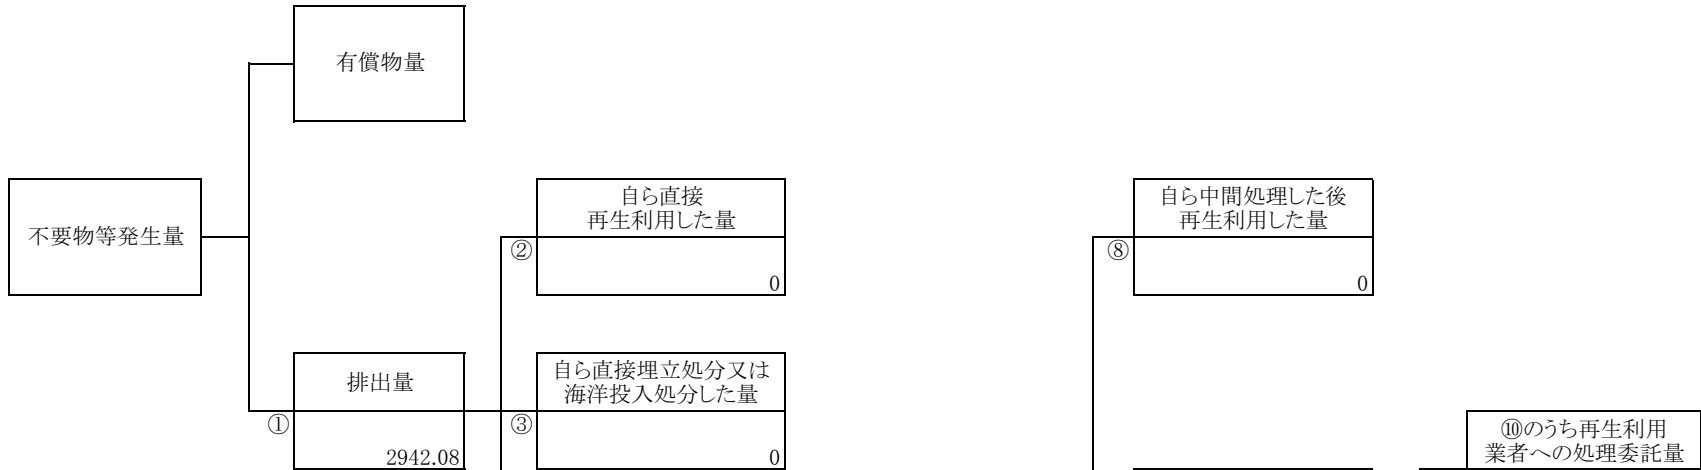 有償物量
不要物等発生量
自ら直接
再生利用した量
②
0
自ら中間処理した後
再生利用した量
⑧
0
排出量
①
2942.08
自ら直接埋立処分又は
海洋投入処分した量
③
0
⑩のうち再生利用
業者への処理委託量